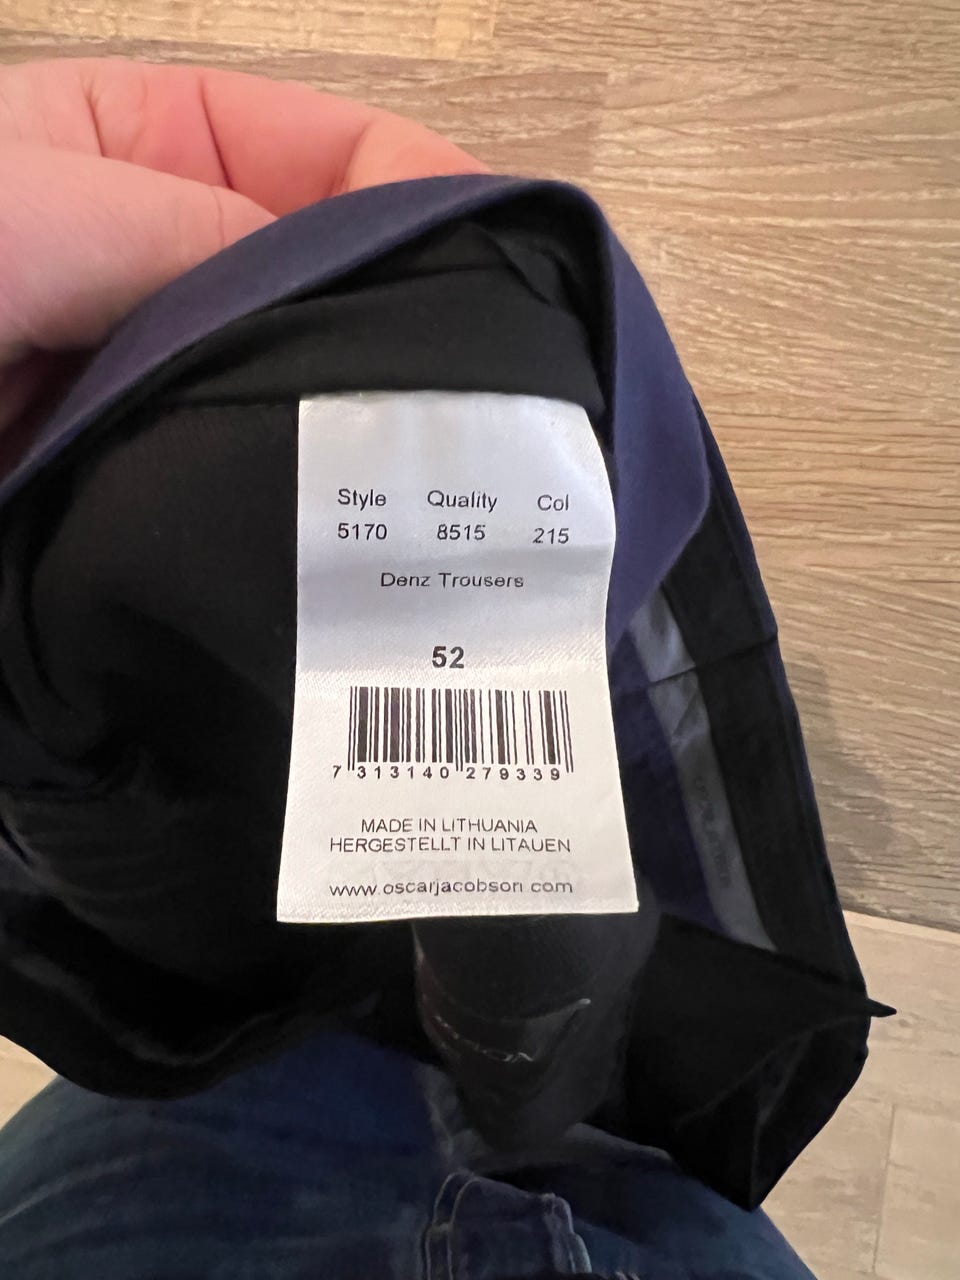 Style Quality Col
5170 8515 215
Denz Trousers
52
7 313140 279339
MADE IN LITHUANIA
HERGESTELLT IN LITAUEN
www.oscarjacobson.com